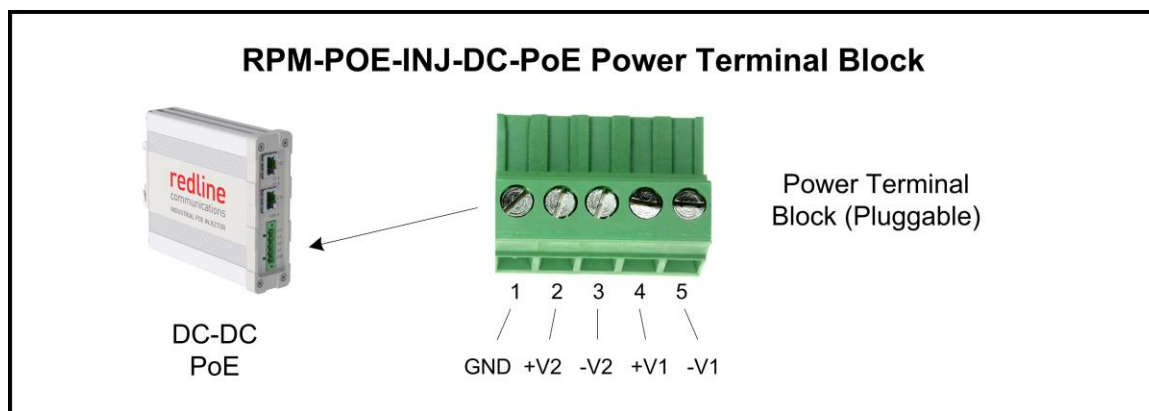 RPM-POE-INJ-DC-PoE Power Terminal Block
redline
communications
INDUSTRIAL POE INJECTOR
DC-DC
PoE
1 2 3 4 5
GND +V2 -V2 +V1 -V1
Power Terminal
Block (Pluggable)